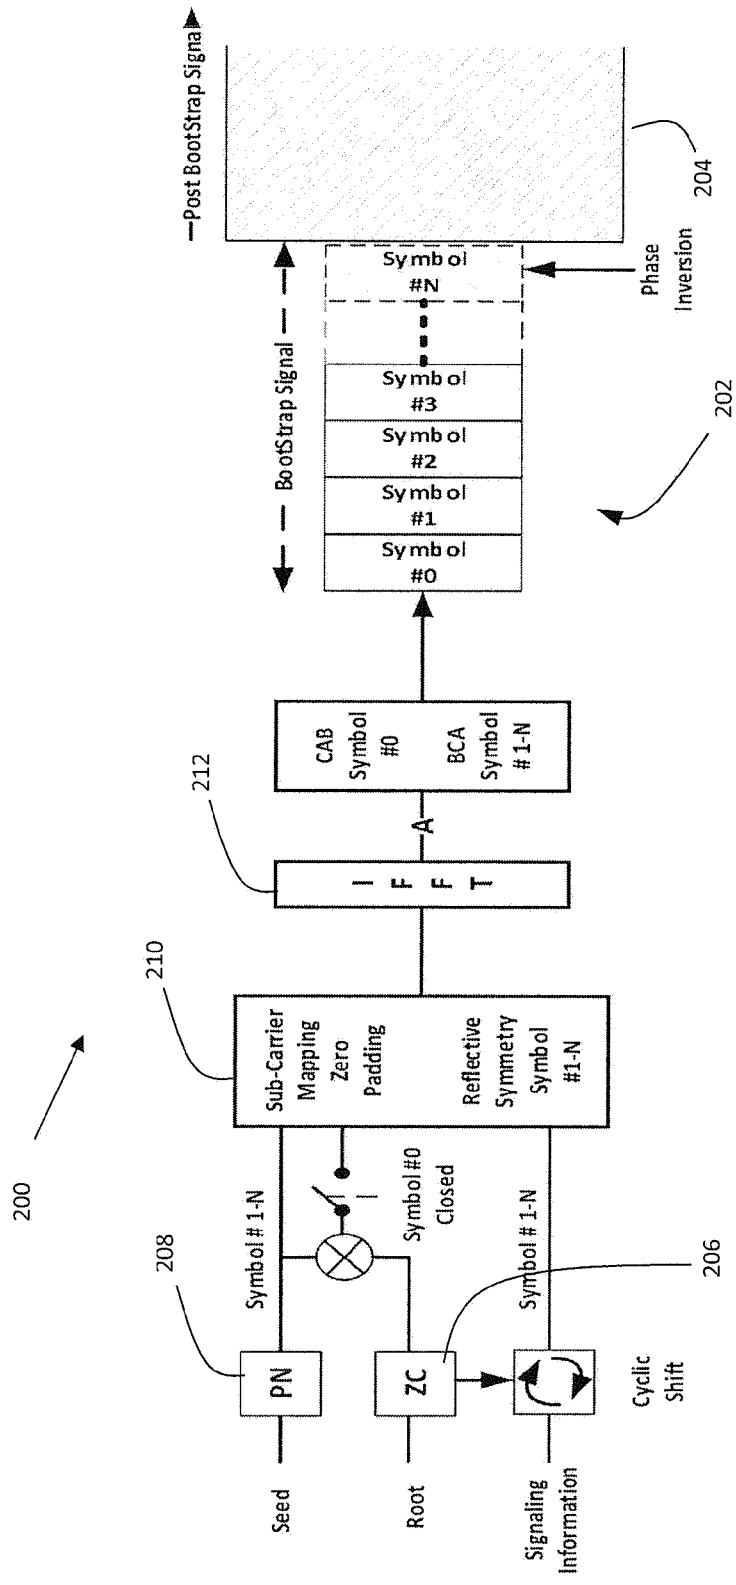 Post BootStrap Signal
BootStrap Signal
Symbol
#0
Symbol
#1
Symbol
#2
Symbol
#3
Symbol
#N
Phase
Inversion
204
202
CAB
Symbol
#0
BCA
Symbol
# 1-N
212
A
I
F
F
T
210
Sub-Carrier
Mapping
Zero
Padding
Reflective
Symmetry
Symbol
#1-N
200
Symbol # 1-N
Symbol #0
Closed
Symbol # 1-N
208
206
PN
ZC
Cyclic
Shift
Seed
Root
Signaling
Information